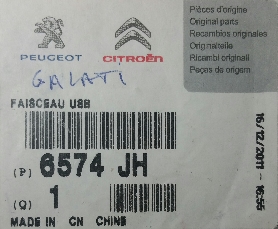 Pièces d'origine
Original parts
Recambios originales
Originalteile
Ricambi originali
Peças de origem
PEUGEOT
CITROËN
GALATI
FAISCEAU USB
(P) 6574 JH
(Q) 1
MADE IN CN CHINE
16/12/2011 - 16:55